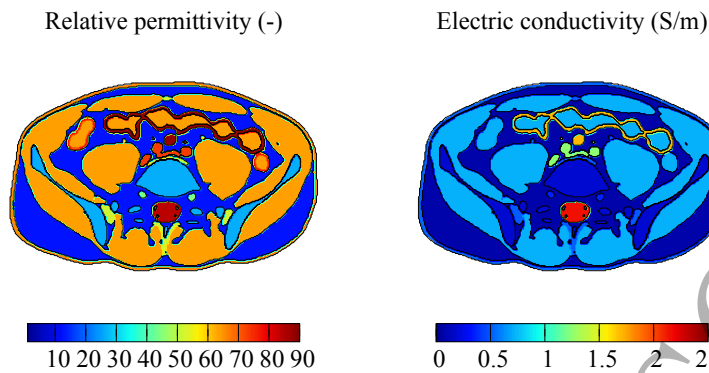 Relative permittivity (-)
Electric conductivity (S/m)
10 20 30 40 50 60 70 80 90
0 0.5 1 1.5 2 2